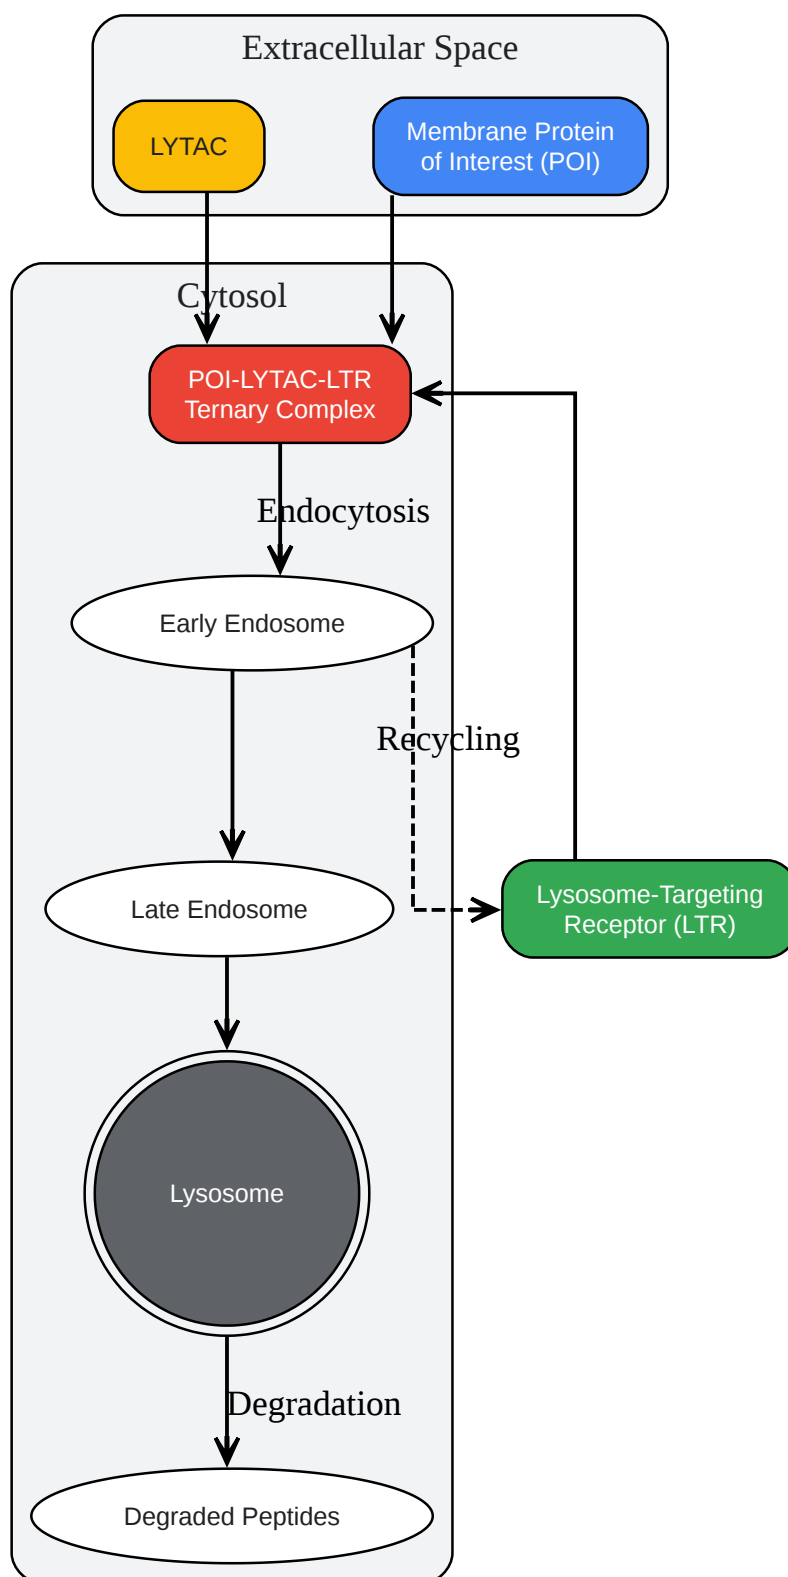 Extracellular Space
LYTAC
Membrane Protein
of Interest (POI)
Cytosol
POI-LYTAC-LTR
Ternary Complex
Endocytosis
Early Endosome
Recycling
Late Endosome
Lysosome-Targeting
Receptor (LTR)
Lysosome
Degradation
Degraded Peptides